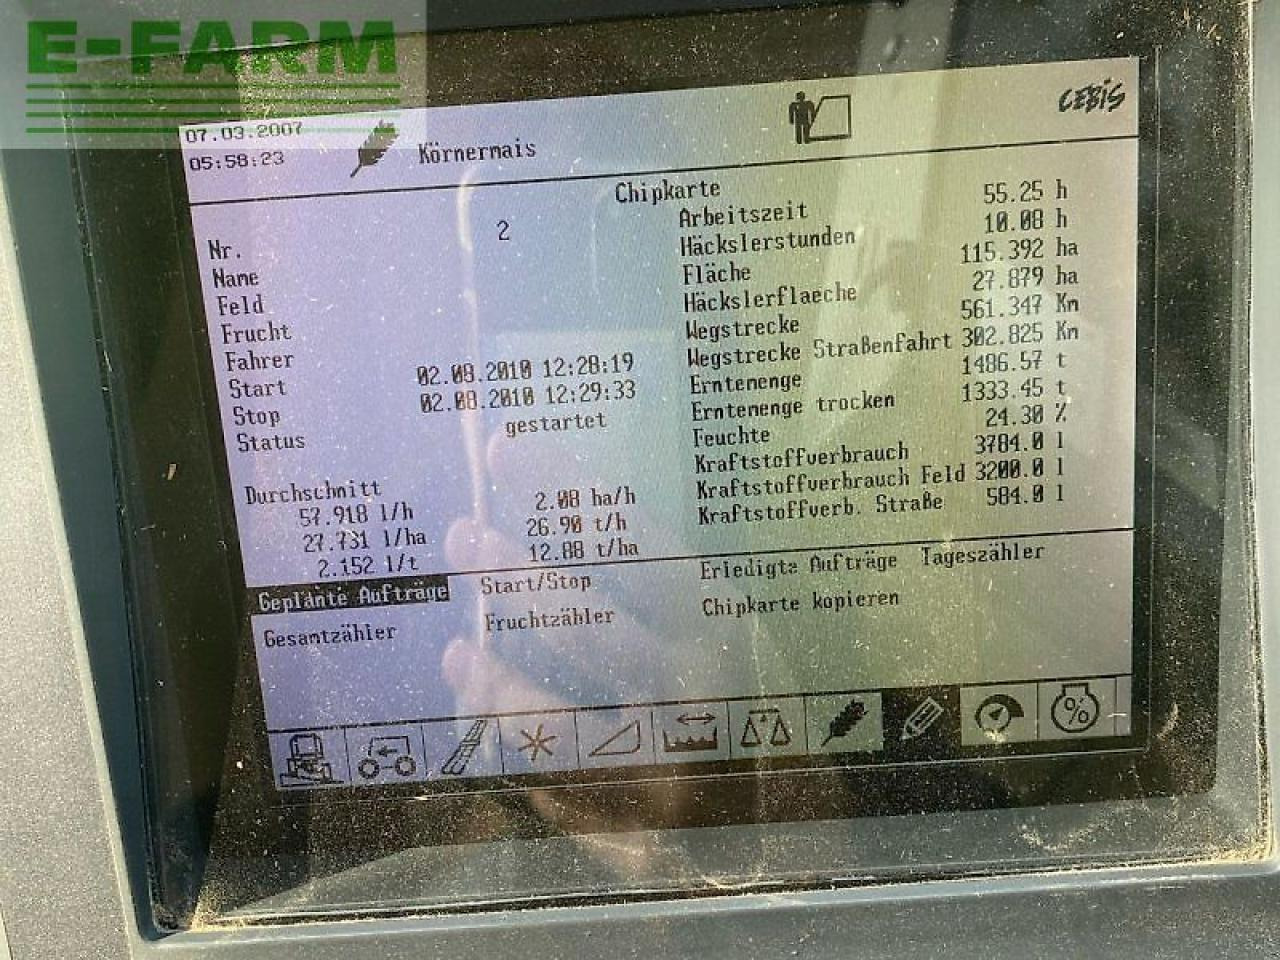 E-FARM
07.03.2007
05:58:23
Körnermais
CEBIS
Chipkarte
Nr. 2
Name
Feld
Frucht
Fahrer
Start 02.08.2010 12:28:19
Stop 02.08.2010 12:29:33
Status gestartet
Arbeitszeit 55.25 h
Häckslerstunden 10.08 h
Fläche 115.392 ha
Häckslerflaeche 27.879 ha
Wegstrecke 561.347 Km
Wegstrecke Straßenfahrt 302.825 Km
Erntemenge 1486.57 t
Erntemenge trocken 1333.45 t
Feuchte 24.30 %
Kraftstoffverbrauch 3784.0 l
Kraftstoffverbrauch Feld 3200.0 l
Kraftstoffverb. Straße 584.0 l
Durchschnitt
57.918 l/h 2.08 ha/h
27.731 l/ha 26.90 t/h
2.152 l/t 12.88 t/ha
Geplante Aufträge Start/Stop Erledigte Aufträge Tageszähler
Gesamtzähler Fruchtzähler Chipkarte kopieren
%